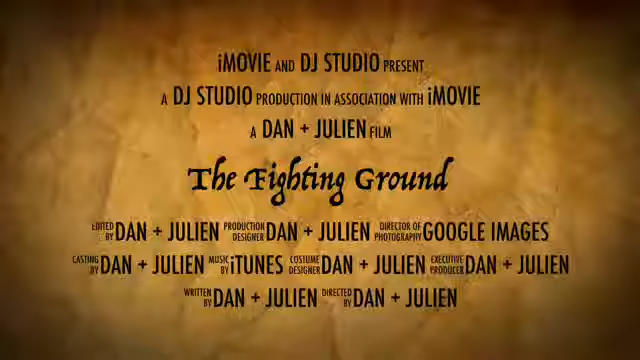 iMOVIE AND DJ STUDIO PRESENT
A DJ STUDIO PRODUCTION IN ASSOCIATION WITH iMOVIE
A DAN + JULIEN FILM
The Fighting Ground
EDITED BY DAN + JULIEN PRODUCTION DESIGNER DAN + JULIEN DIRECTOR OF PHOTOGRAPHY GOOGLE IMAGES
CASTING BY DAN + JULIEN MUSIC BY iTUNES COSTUME DESIGNER DAN + JULIEN EXECUTIVE PRODUCER DAN + JULIEN
WRITTEN BY DAN + JULIEN DIRECTED BY DAN + JULIEN